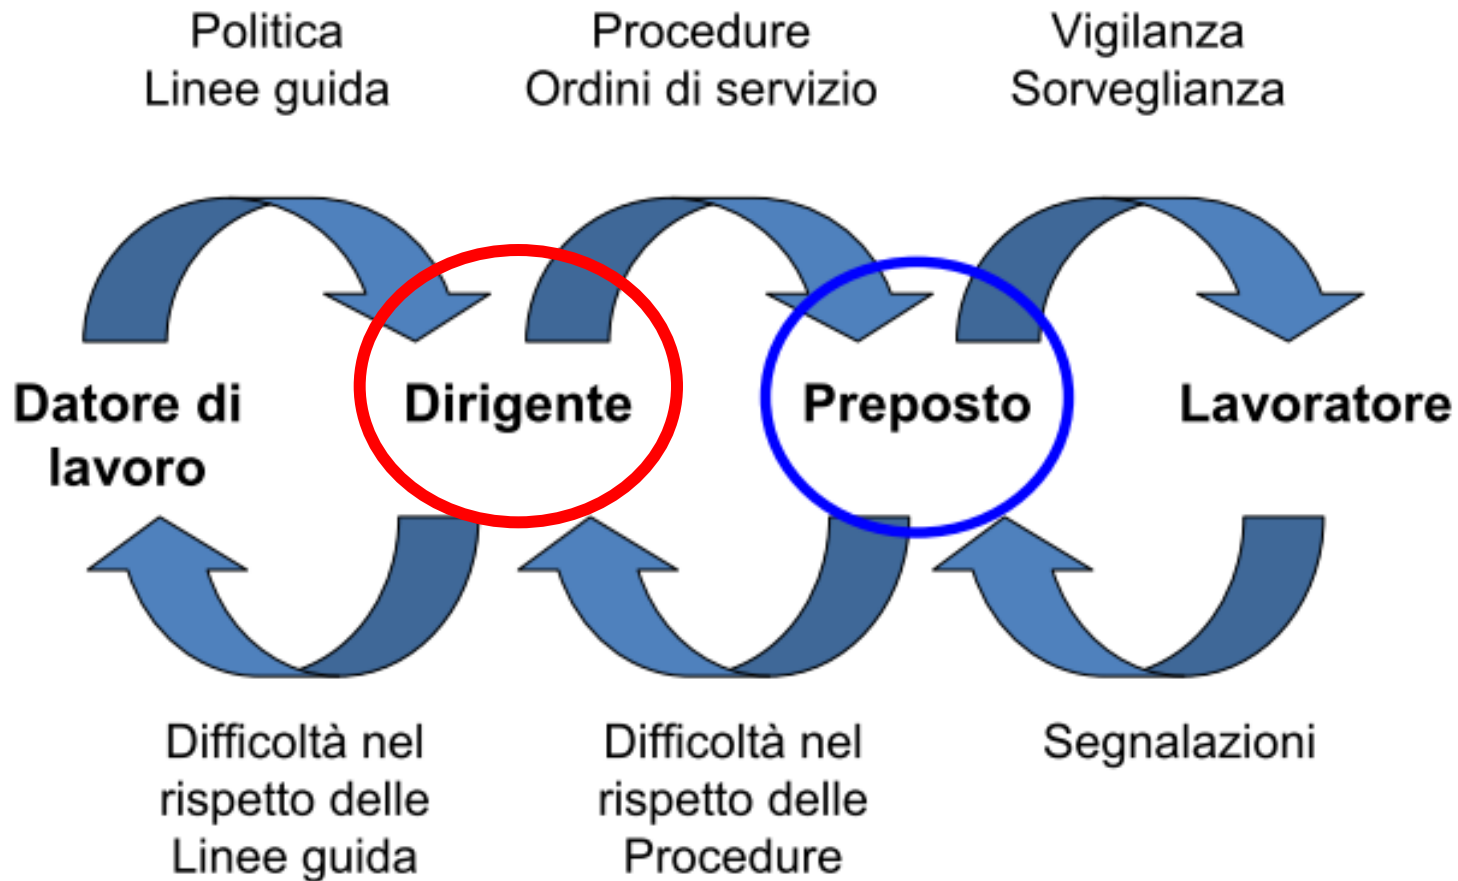 Politica
Linee guida
Procedure
Ordini di servizio
Vigilanza
Sorveglianza
Datore di
lavoro
Dirigente
Preposto
Lavoratore
Difficoltà nel
rispetto delle
Linee guida
Difficoltà nel
rispetto delle
Procedure
Segnalazioni